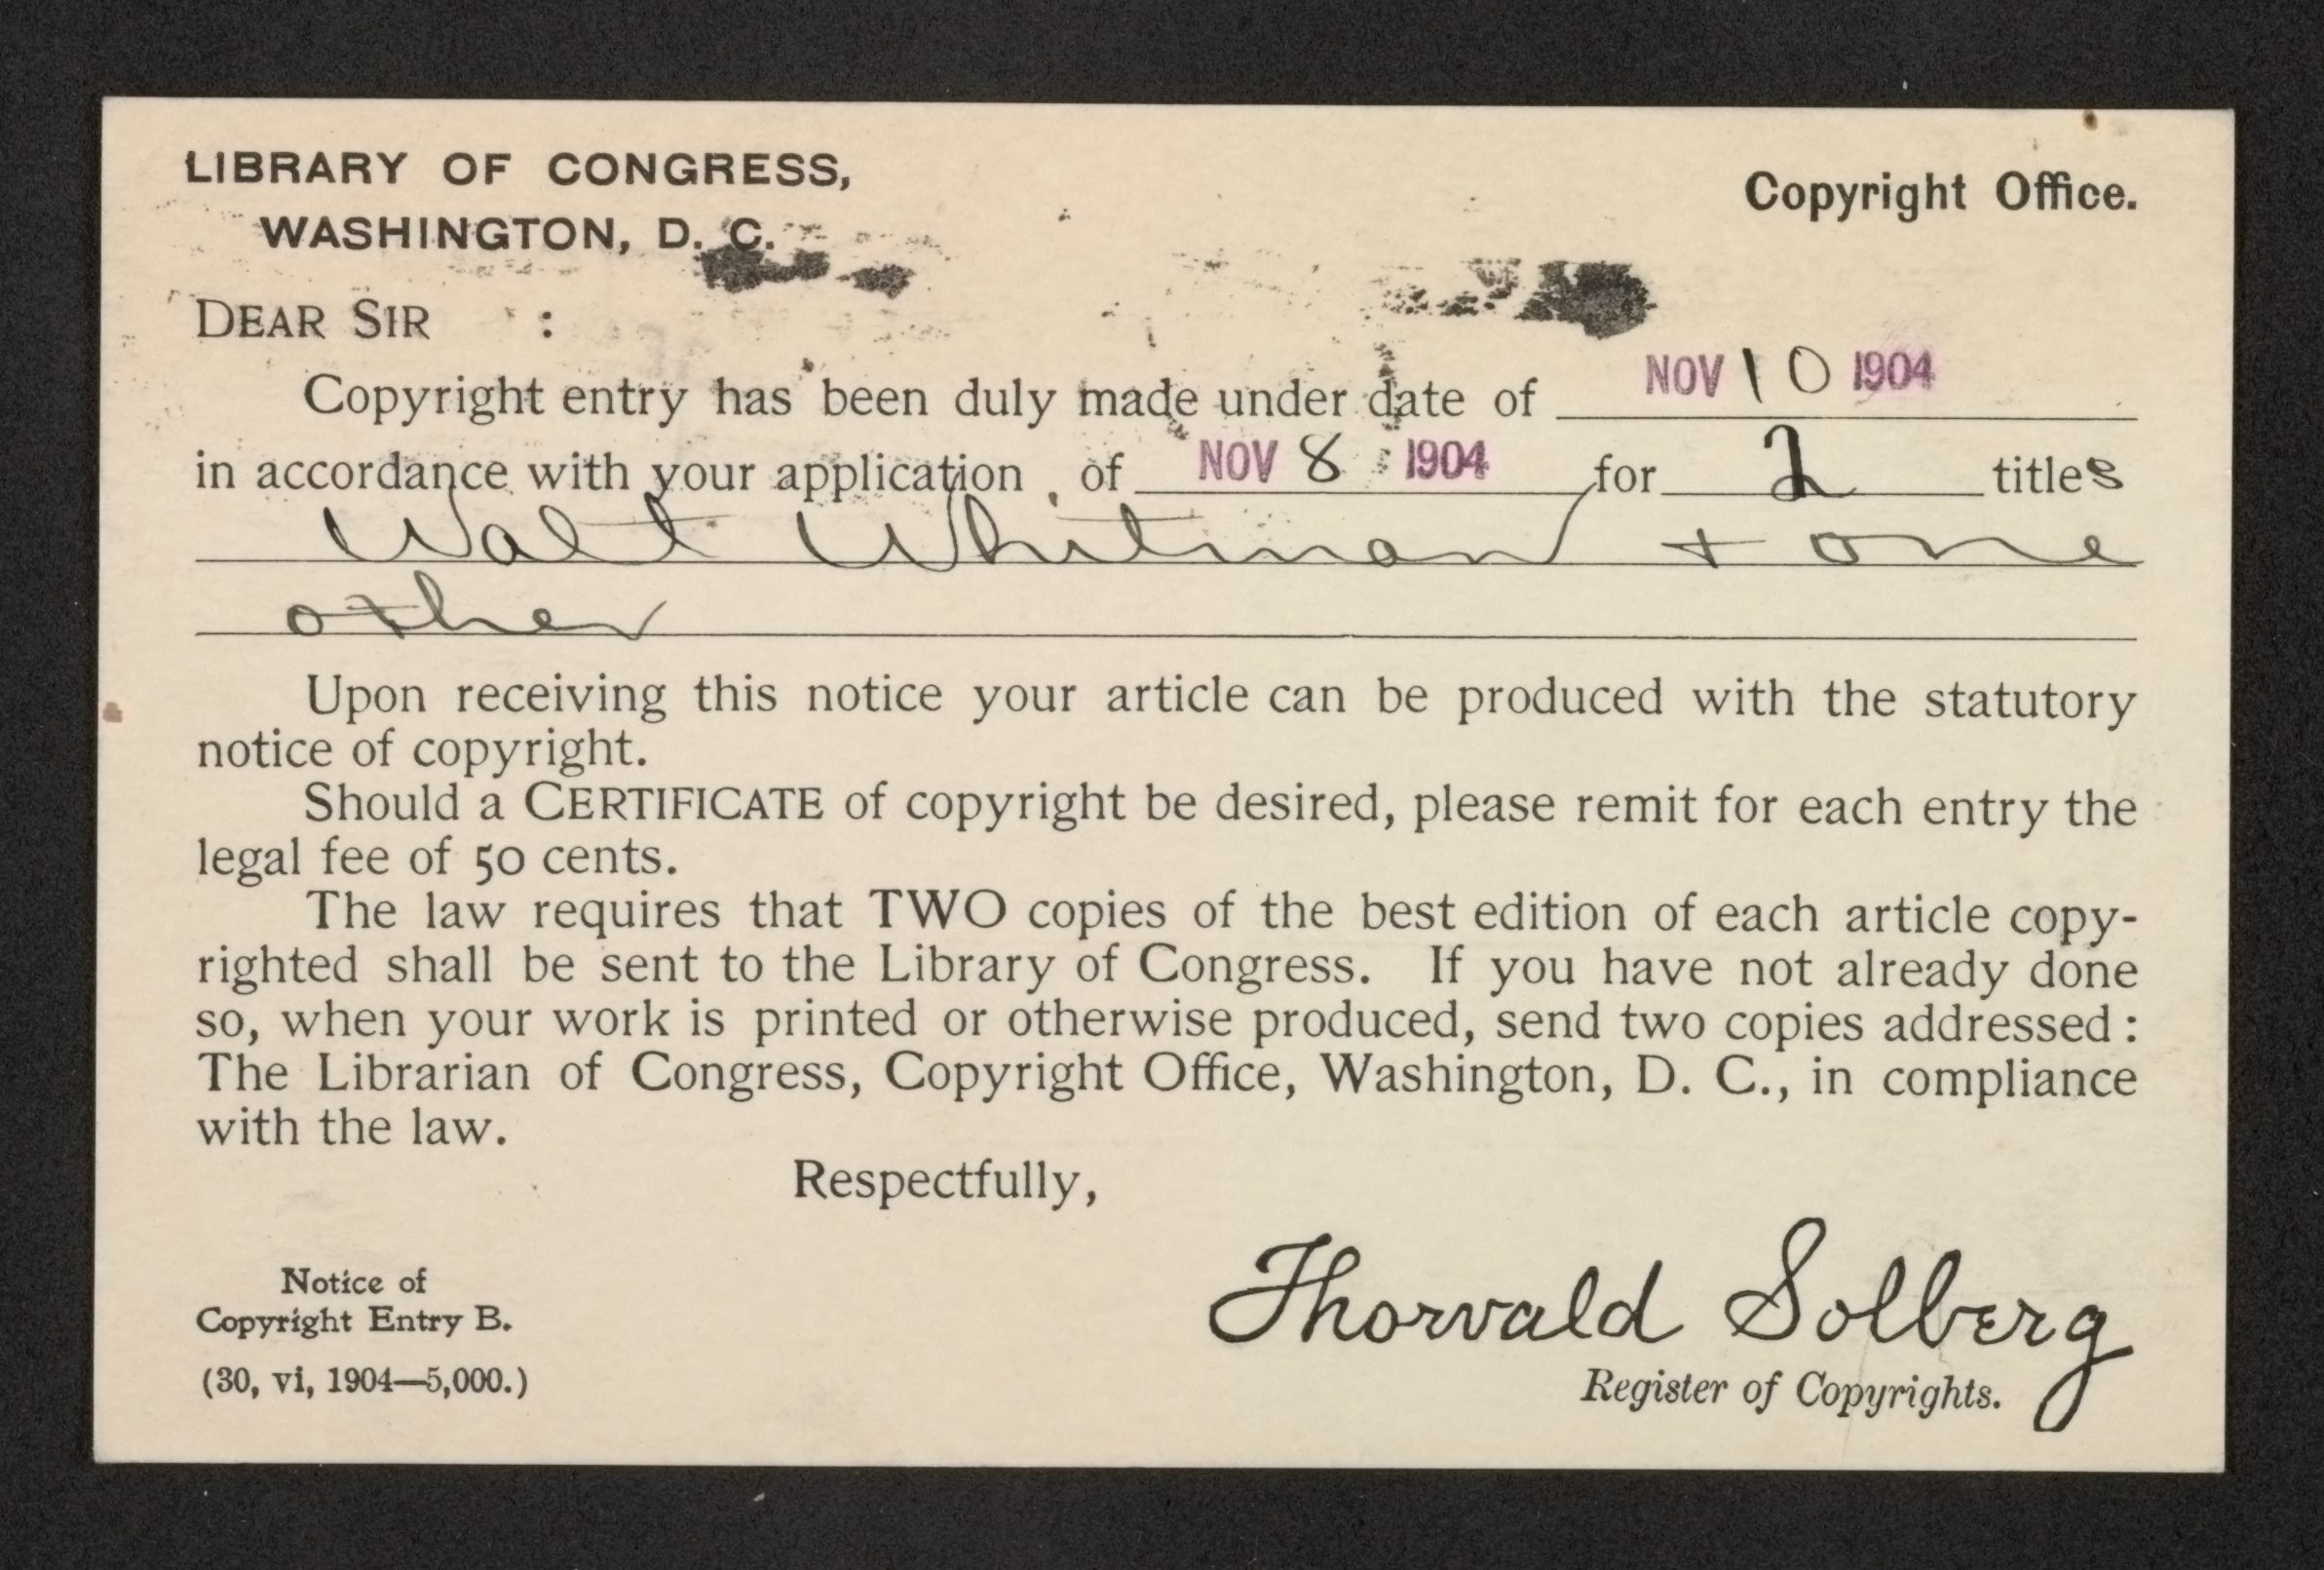 LIBRARY OF CONGRESS,
Copyright Office.
WASHINGTON, D. C.
DEAR SIR :
Copyright entry has been duly made under date of NOV 10 1904
in accordance with your application of NOV 8 1904 for 2 titles
Walt Whitman + one
other
Upon receiving this notice your article can be produced with the statutory
notice of copyright.
Should a CERTIFICATE of copyright be desired, please remit for each entry the
legal fee of 50 cents.
The law requires that TWO copies of the best edition of each article copy-
righted shall be sent to the Library of Congress. If you have not already done
so, when your work is printed or otherwise produced, send two copies addressed :
The Librarian of Congress, Copyright Office, Washington, D. C., in compliance
with the law.
Respectfully,
Thorvald Solberg
Register of Copyrights.
Notice of
Copyright Entry B.
(30, vi, 1904—5,000.)